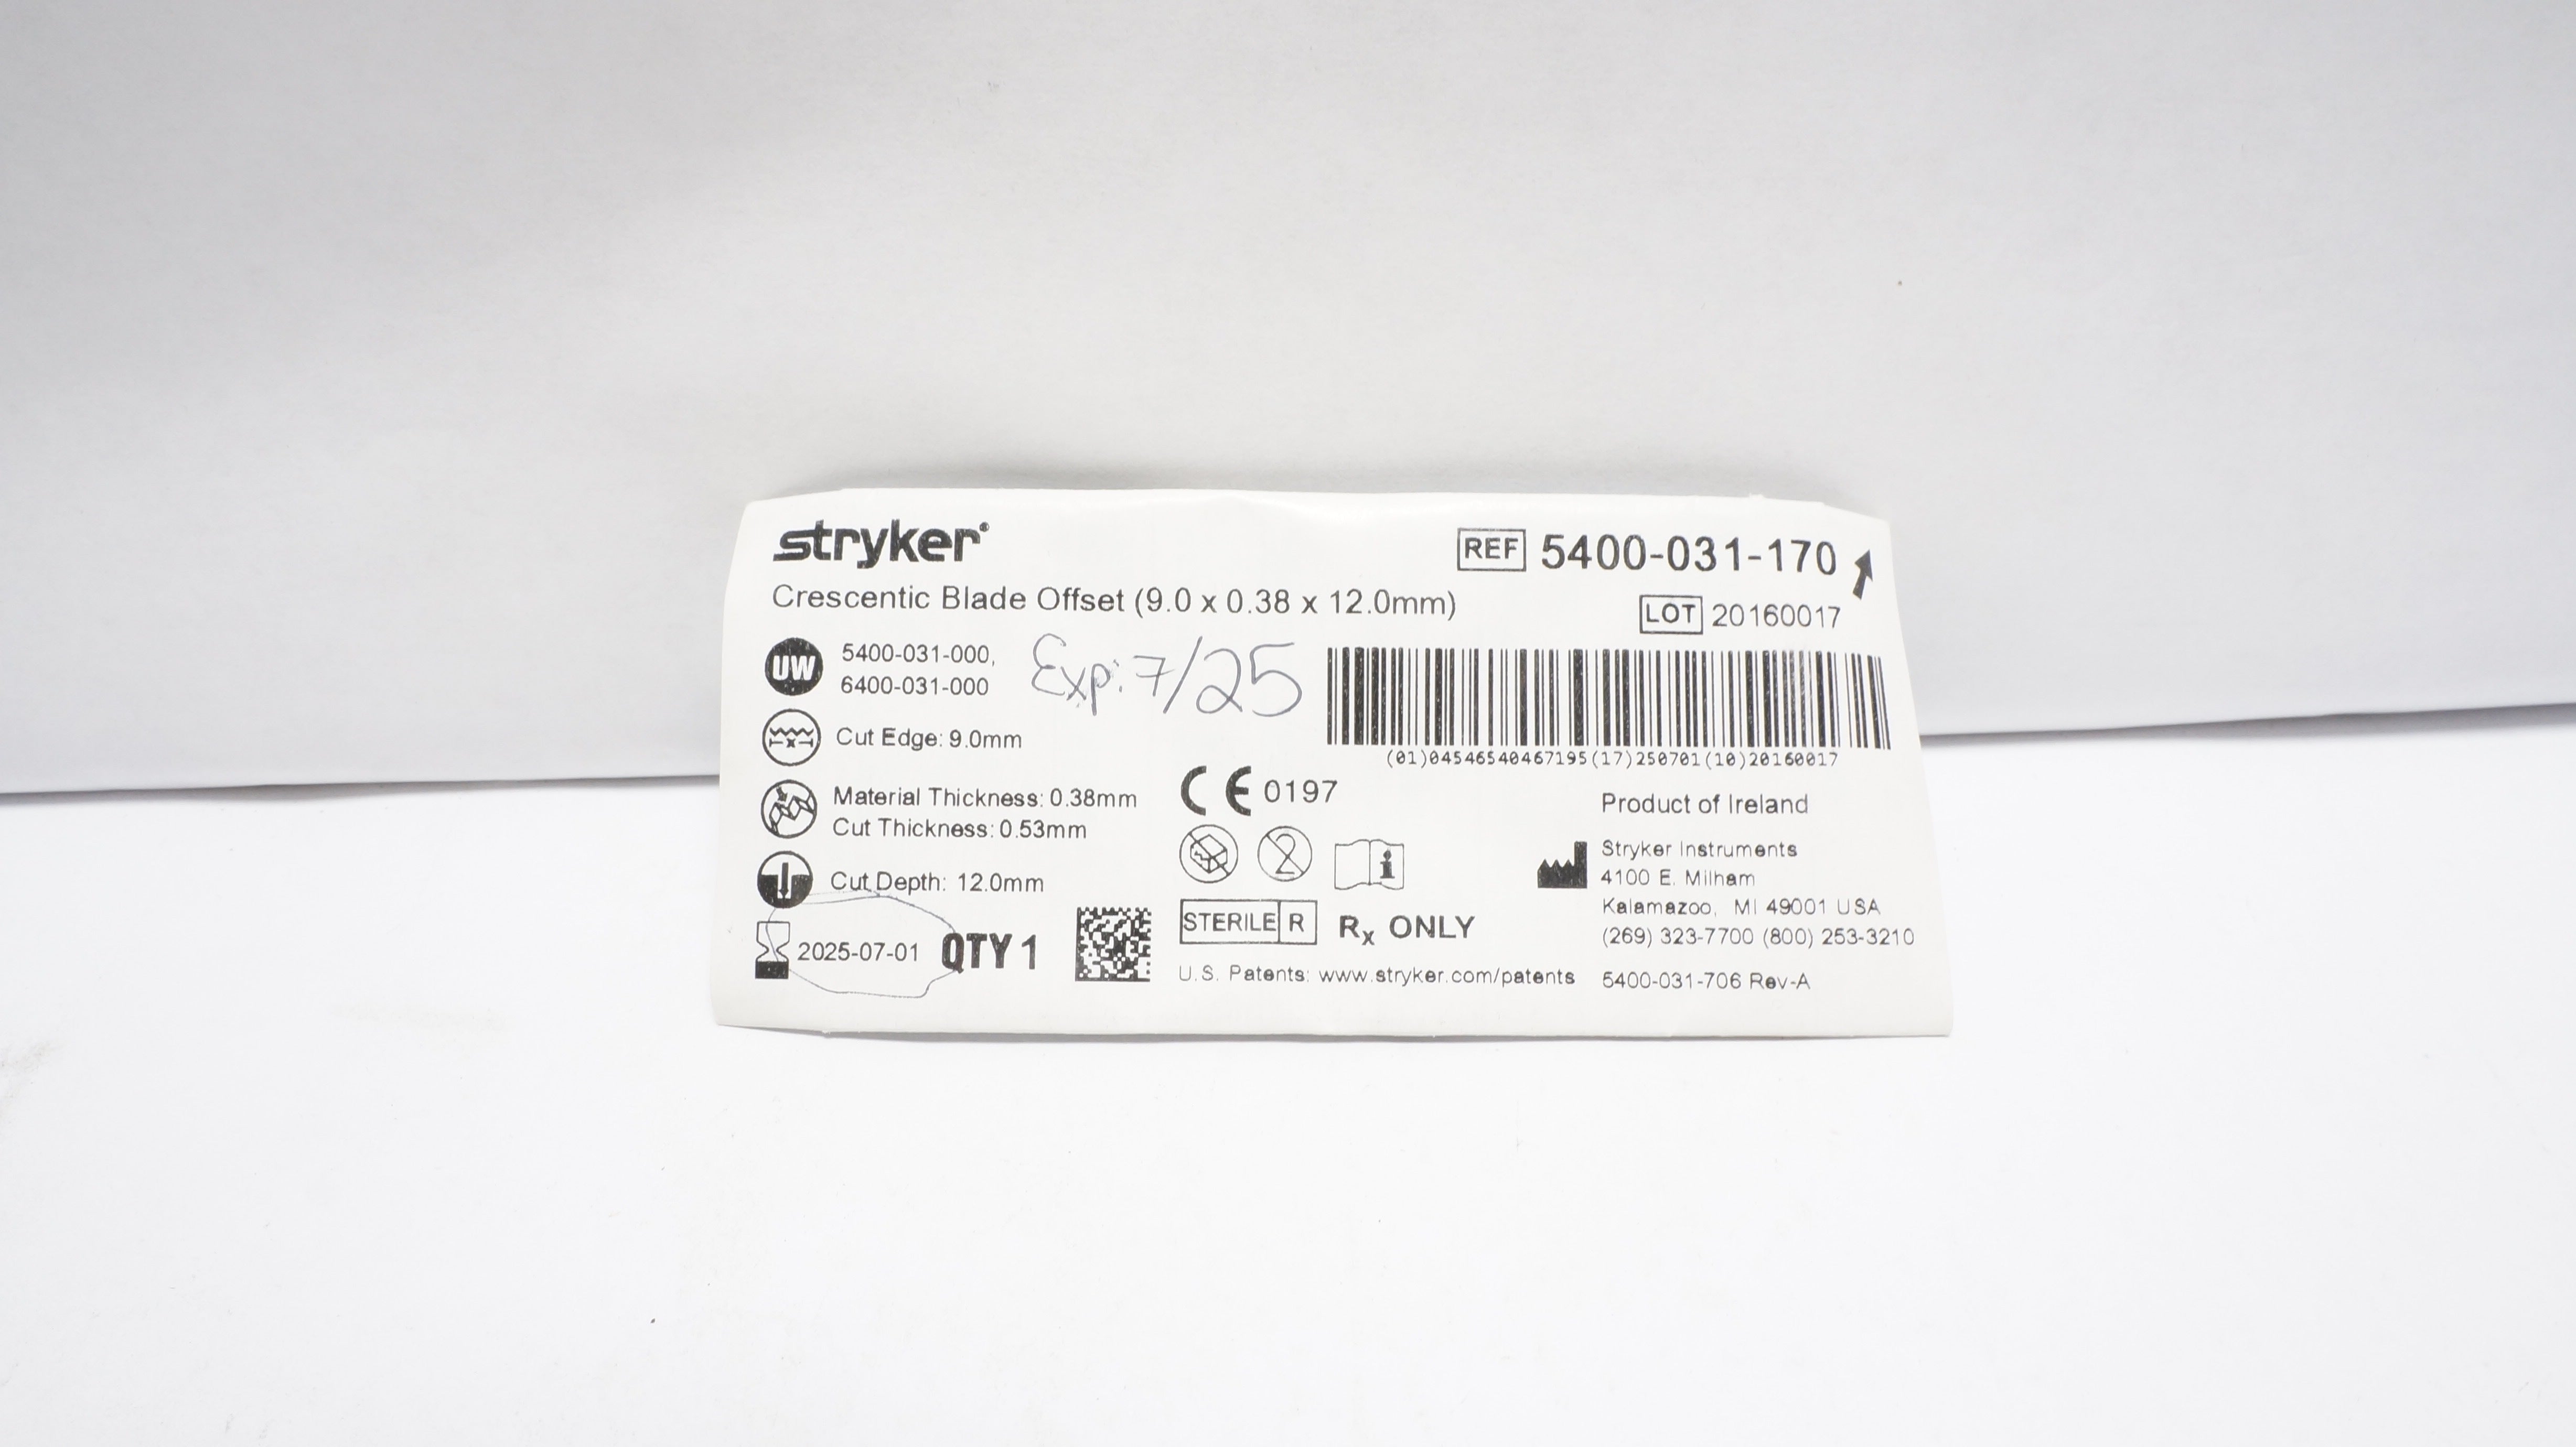 stryker®
REF 5400-031-170
Crescentic Blade Offset (9.0 x 0.38 x 12.0mm)
LOT 20160017
UW 5400-031-000,
6400-031-000
Exp: 7/25
(01)04546540467195(17)250701(10)20160017
Cut Edge: 9.0mm
x
Material Thickness: 0.38mm
Cut Thickness: 0.53mm
Cut Depth: 12.0mm
2025-07-01 QTY 1
CE 0197
2
i
STERILE R Rx ONLY
U.S. Patents: www.stryker.com/patents
Product of Ireland
Stryker Instruments
4100 E. Milham
Kalamazoo, MI 49001 USA
(269) 323-7700 (800) 253-3210
5400-031-706 Rev-A